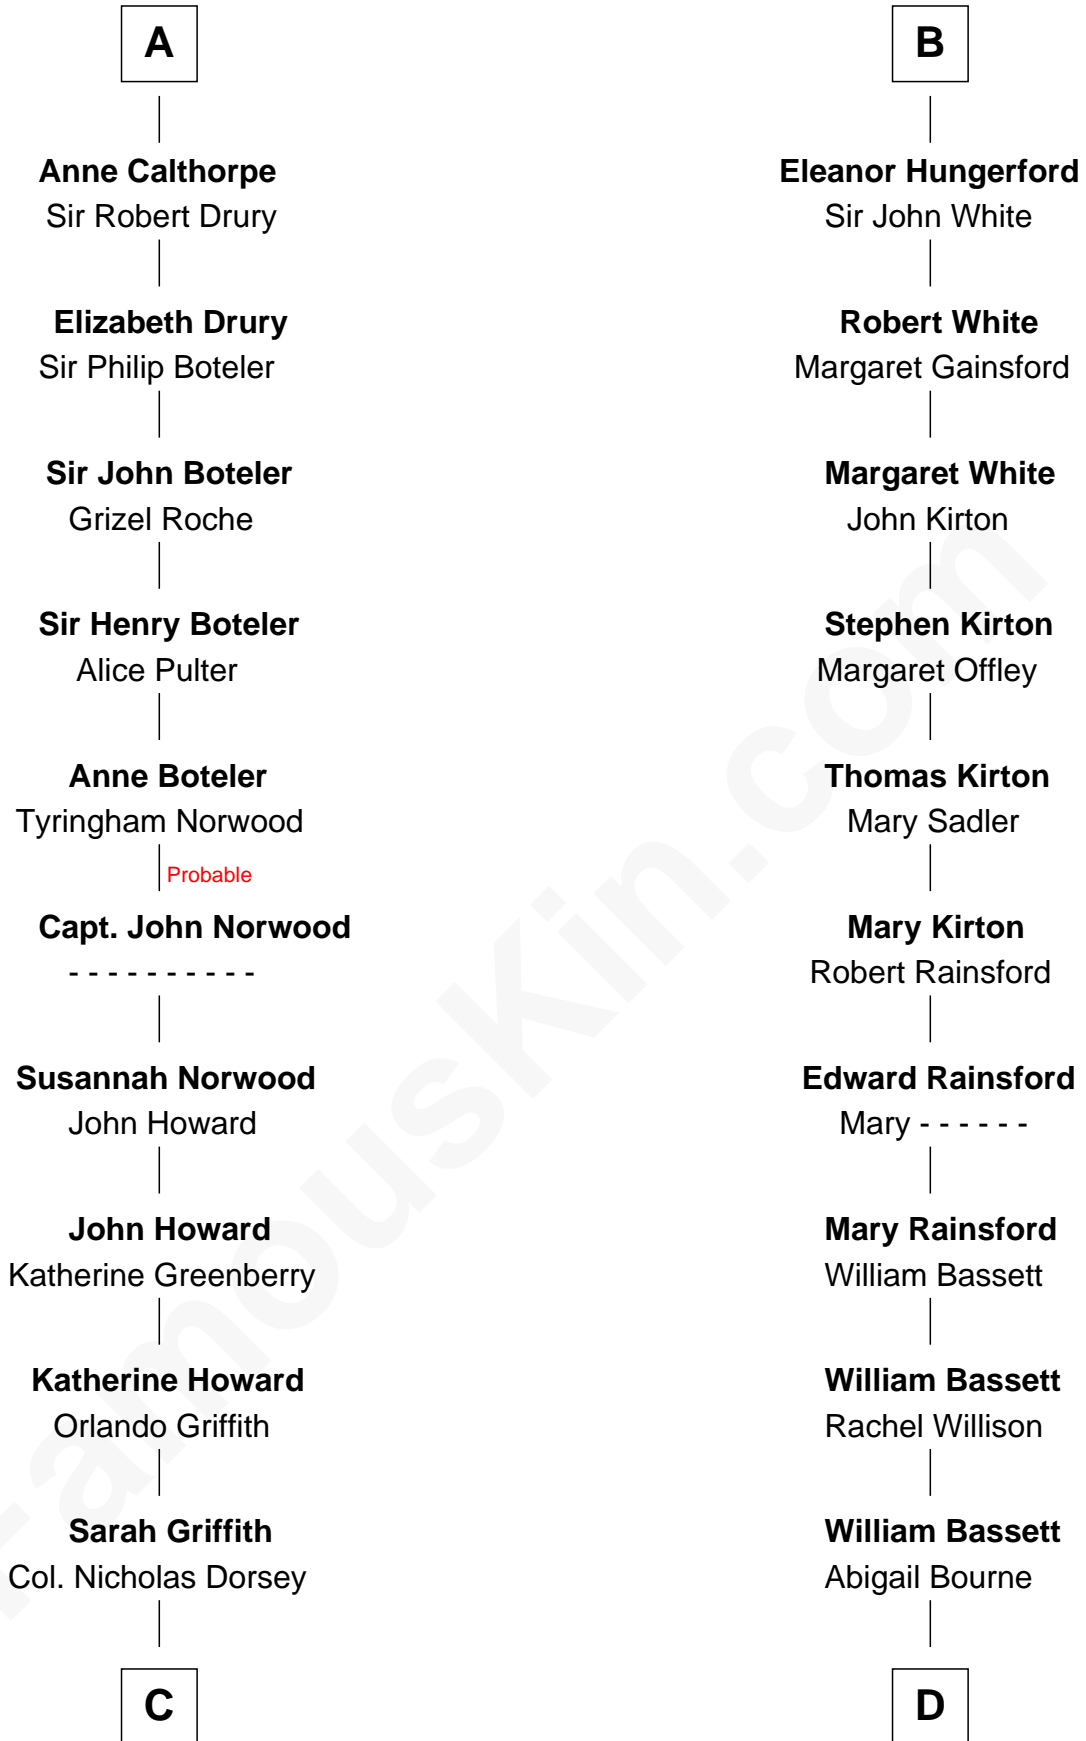 A
Anne Calthorpe
Sir Robert Drury
Elizabeth Drury
Sir Philip Boteler
Sir John Boteler
Grizel Roche
Sir Henry Boteler
Alice Pulter
Anne Boteler
Tyringham Norwood
Probable
Capt. John Norwood
- - - - - - - - - -
Susannah Norwood
John Howard
John Howard
Katherine Greenberry
Katherine Howard
Orlando Griffith
Sarah Griffith
Col. Nicholas Dorsey
C
B
Eleanor Hungerford
Sir John White
Robert White
Margaret Gainsford
Margaret White
John Kirton
Stephen Kirton
Margaret Offley
Thomas Kirton
Mary Sadler
Mary Kirton
Robert Rainsford
Edward Rainsford
Mary - - - - - -
Mary Rainsford
William Bassett
William Bassett
Rachel Willison
William Bassett
Abigail Bourne
D
FamousKin.com